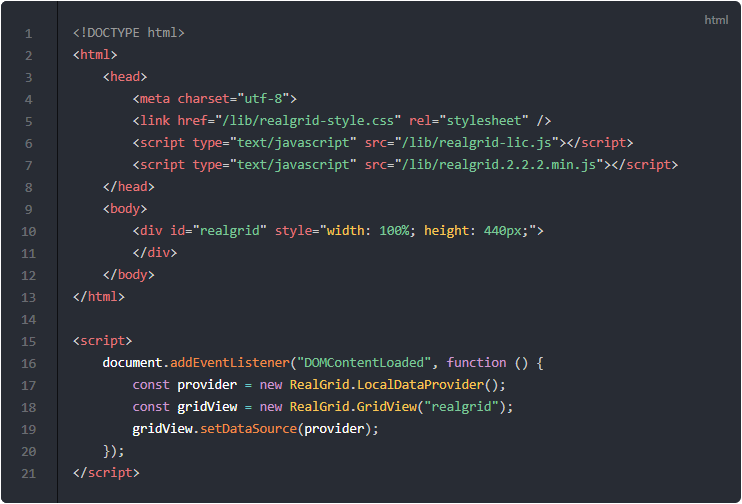 html
1 <!DOCTYPE html>
2 <html>
3     <head>
4         <meta charset="utf-8">
5         <link href="/lib/realgrid-style.css" rel="stylesheet" />
6         <script type="text/javascript" src="/lib/realgrid-lic.js"></script>
7         <script type="text/javascript" src="/lib/realgrid.2.2.2.min.js"></script>
8     </head>
9     <body>
10         <div id="realgrid" style="width: 100%; height: 440px;">
11         </div>
12     </body>
13 </html>
14
15 <script>
16     document.addEventListener("DOMContentLoaded", function () {
17         const provider = new RealGrid.LocalDataProvider();
18         const gridView = new RealGrid.GridView("realgrid");
19         gridView.setDataSource(provider);
20     });
21 </script>